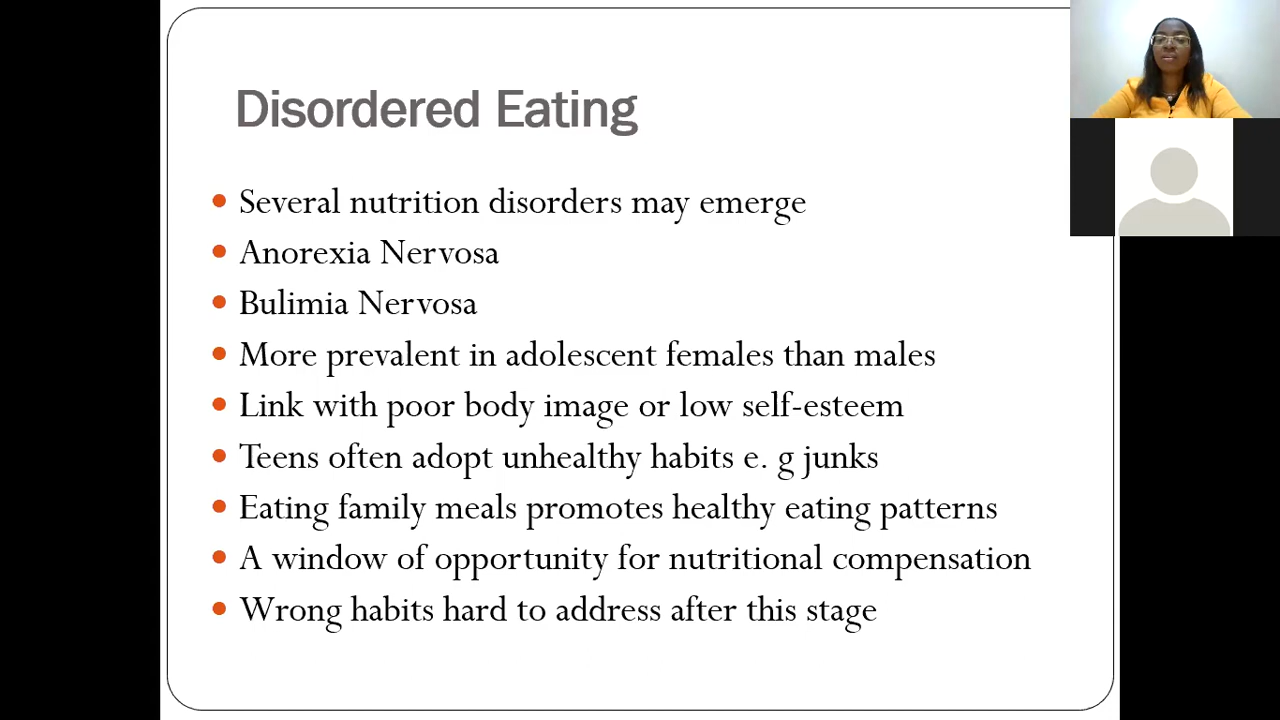 Disordered Eating
Several nutrition disorders may emerge
Anorexia Nervosa
Bulimia Nervosa
More prevalent in adolescent females than males
Link with poor body image or low self-esteem
Teens often adopt unhealthy habits e. g junks
Eating family meals promotes healthy eating patterns
A window of opportunity for nutritional compensation
Wrong habits hard to address after this stage